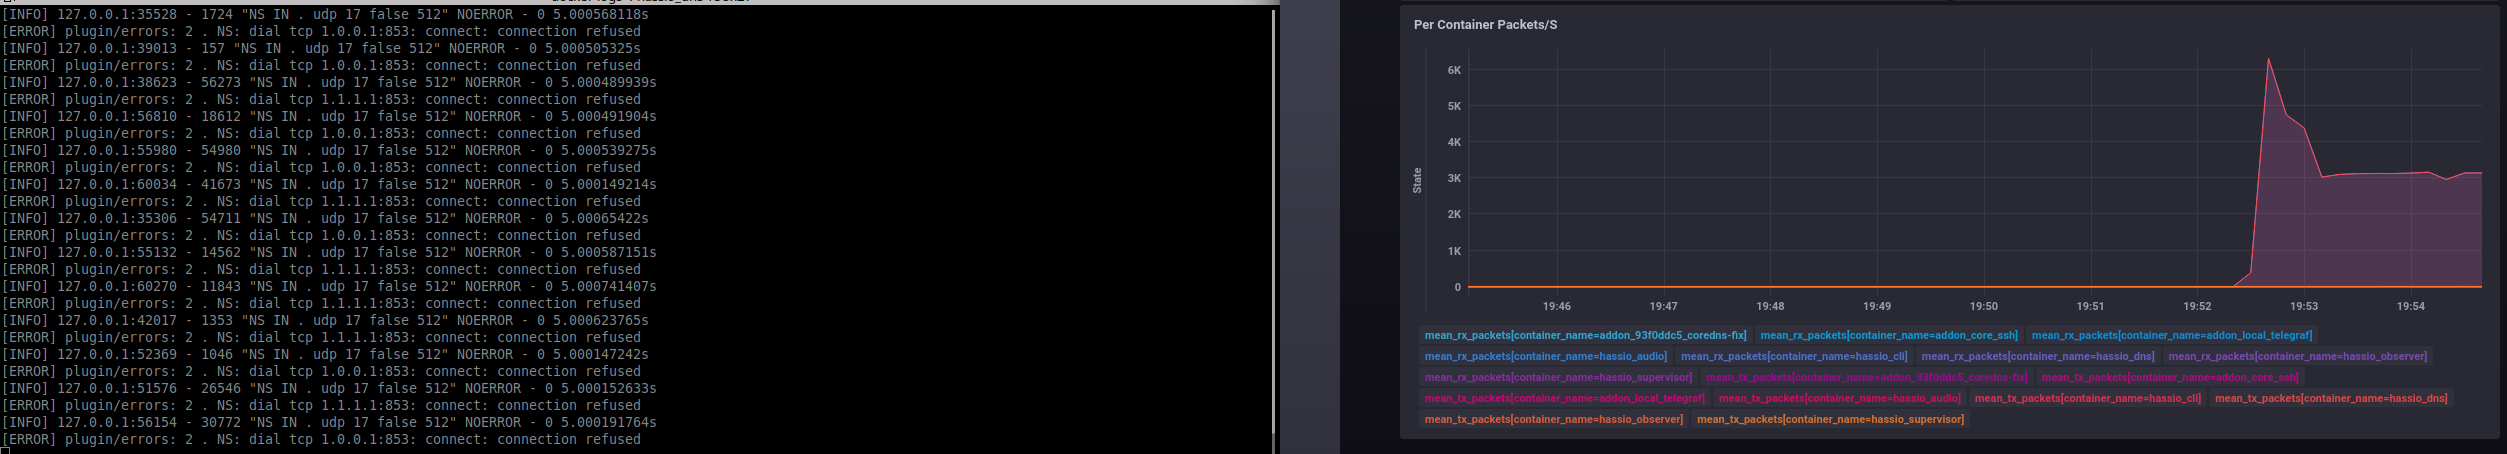 [INFO] 127.0.0.1:35528 - 1724 "NS IN . udp 17 false 512" NOERROR - 0 5.000568118s
[ERROR] plugin/errors: 2 . NS: dial tcp 1.0.0.1:853: connect: connection refused
[INFO] 127.0.0.1:39013 - 157 "NS IN . udp 17 false 512" NOERROR - 0 5.000505325s
[ERROR] plugin/errors: 2 . NS: dial tcp 1.0.0.1:853: connect: connection refused
[INFO] 127.0.0.1:38623 - 56273 "NS IN . udp 17 false 512" NOERROR - 0 5.000489939s
[ERROR] plugin/errors: 2 . NS: dial tcp 1.1.1.1:853: connect: connection refused
[INFO] 127.0.0.1:56810 - 18612 "NS IN . udp 17 false 512" NOERROR - 0 5.000491904s
[ERROR] plugin/errors: 2 . NS: dial tcp 1.0.0.1:853: connect: connection refused
[INFO] 127.0.0.1:55980 - 54980 "NS IN . udp 17 false 512" NOERROR - 0 5.000539275s
[ERROR] plugin/errors: 2 . NS: dial tcp 1.0.0.1:853: connect: connection refused
[INFO] 127.0.0.1:60034 - 41673 "NS IN . udp 17 false 512" NOERROR - 0 5.000149214s
[ERROR] plugin/errors: 2 . NS: dial tcp 1.1.1.1:853: connect: connection refused
[INFO] 127.0.0.1:35306 - 54711 "NS IN . udp 17 false 512" NOERROR - 0 5.00065422s
[ERROR] plugin/errors: 2 . NS: dial tcp 1.0.0.1:853: connect: connection refused
[INFO] 127.0.0.1:55132 - 14562 "NS IN . udp 17 false 512" NOERROR - 0 5.000587151s
[ERROR] plugin/errors: 2 . NS: dial tcp 1.1.1.1:853: connect: connection refused
[INFO] 127.0.0.1:60270 - 11843 "NS IN . udp 17 false 512" NOERROR - 0 5.000741407s
[ERROR] plugin/errors: 2 . NS: dial tcp 1.1.1.1:853: connect: connection refused
[INFO] 127.0.0.1:42017 - 1353 "NS IN . udp 17 false 512" NOERROR - 0 5.000623765s
[ERROR] plugin/errors: 2 . NS: dial tcp 1.1.1.1:853: connect: connection refused
[INFO] 127.0.0.1:52369 - 1046 "NS IN . udp 17 false 512" NOERROR - 0 5.000147242s
[ERROR] plugin/errors: 2 . NS: dial tcp 1.0.0.1:853: connect: connection refused
[INFO] 127.0.0.1:51576 - 26546 "NS IN . udp 17 false 512" NOERROR - 0 5.000152633s
[ERROR] plugin/errors: 2 . NS: dial tcp 1.1.1.1:853: connect: connection refused
[INFO] 127.0.0.1:56154 - 30772 "NS IN . udp 17 false 512" NOERROR - 0 5.000191764s
[ERROR] plugin/errors: 2 . NS: dial tcp 1.0.0.1:853: connect: connection refused
Per Container Packets/S
State
6K
5K
4K
3K
2K
1K
0
19:46 19:47 19:48 19:49 19:50 19:51 19:52 19:53 19:54
mean_rx_packets[container_name=addon_93f0ddc5_coredns-fix] mean_rx_packets[container_name=addon_core_ssh] mean_rx_packets[container_name=addon_local_telegraf]
mean_rx_packets[container_name=hassio_audio] mean_rx_packets[container_name=hassio_cli] mean_rx_packets[container_name=hassio_dns] mean_rx_packets[container_name=hassio_observer]
mean_rx_packets[container_name=hassio_supervisor] mean_tx_packets[container_name=addon_93f0ddc5_coredns-fix] mean_tx_packets[container_name=addon_core_ssh]
mean_tx_packets[container_name=addon_local_telegraf] mean_tx_packets[container_name=hassio_audio] mean_tx_packets[container_name=hassio_cli] mean_tx_packets[container_name=hassio_dns]
mean_tx_packets[container_name=hassio_observer] mean_tx_packets[container_name=hassio_supervisor]